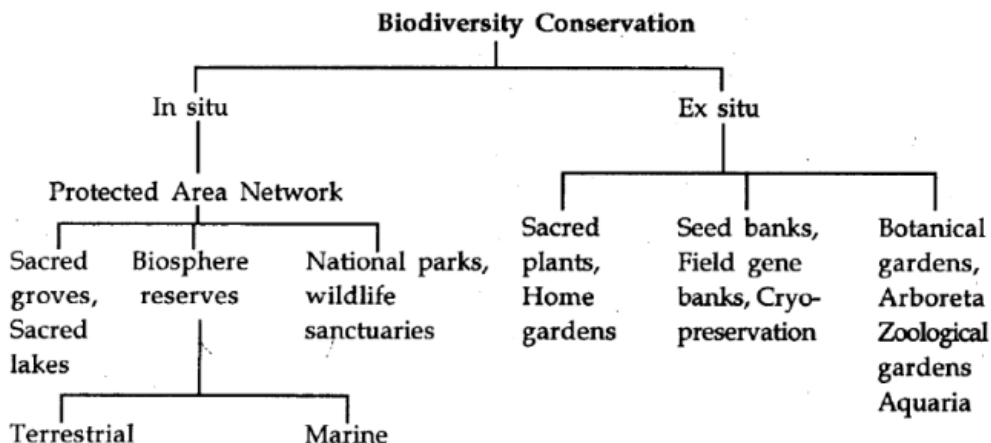 Biodiversity Conservation
In situ
Ex situ
Protected Area Network
Sacred
groves,
Sacred
lakes
Biosphere
reserves
National parks,
wildlife
sanctuaries
Terrestrial
Marine
Sacred
plants,
Home
gardens
Seed banks,
Field gene
banks, Cryo-
preservation
Botanical
gardens,
Arboreta
Zoological
gardens
Aquaria